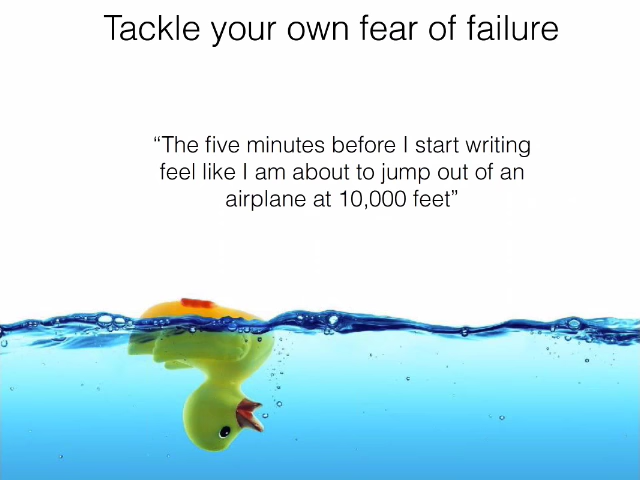 Tackle your own fear of failure
“The five minutes before I start writing
feel like I am about to jump out of an
airplane at 10,000 feet”